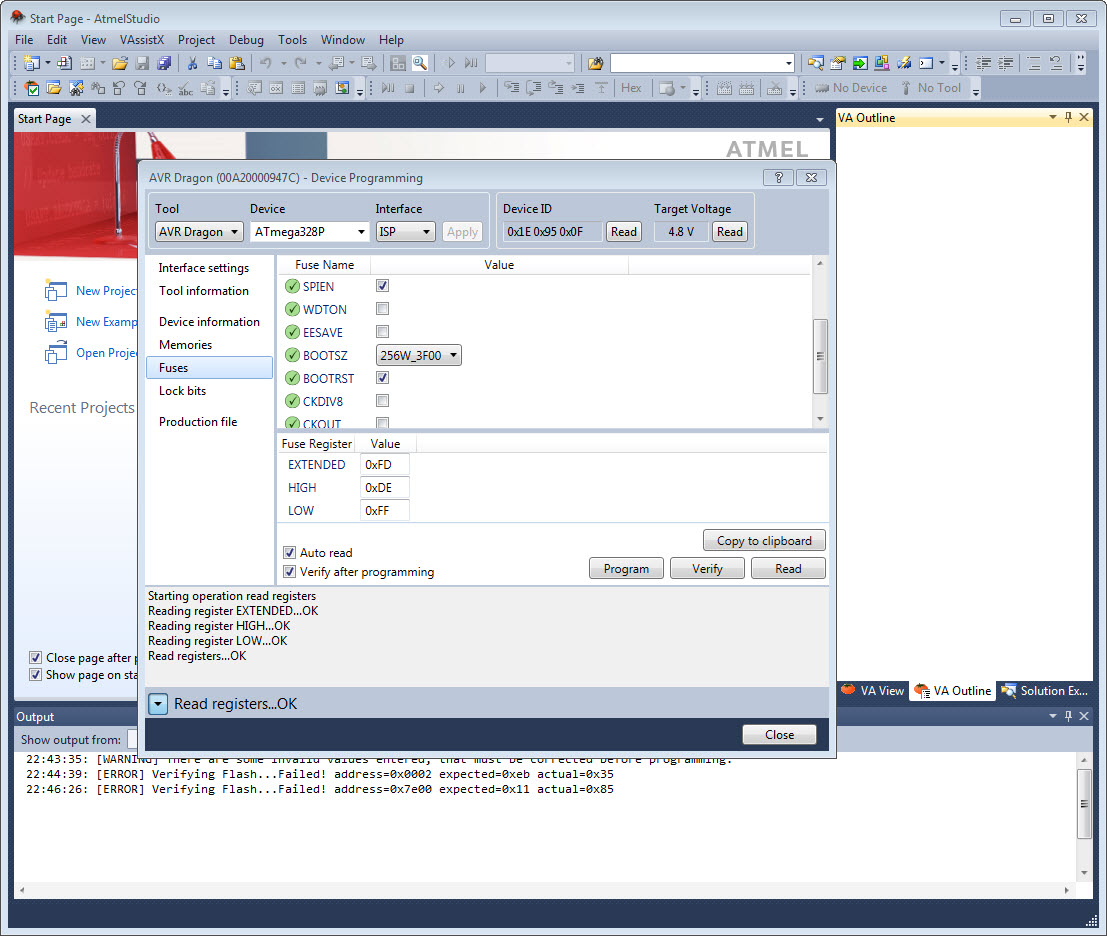 Start Page - AtmelStudio
File Edit View VAssistX Project Debug Tools Window Help
Hex No Device No Tool
Start Page
VA Outline
ATMEL
AVR Dragon (00A20000947C) - Device Programming
Tool Device Interface Device ID Target Voltage
AVR Dragon ATmega328P ISP Apply 0x1E 0x95 0x0F Read 4.8 V Read
Interface settings
Tool information
Device information
Memories
Fuses
Lock bits
Production file
Fuse Name Value
SPIEN
WDTON
EESAVE
BOOTSZ 256W_3F00
BOOTRST
CKDIV8
CKOUT
Fuse Register Value
EXTENDED 0xFD
HIGH 0xDE
LOW 0xFF
Copy to clipboard
Auto read
Verify after programming
Program Verify Read
New Projec
New Examp
Open Proje
Recent Projects
Close page after p
Show page on sta
Starting operation read registers
Reading register EXTENDED...OK
Reading register HIGH...OK
Reading register LOW...OK
Read registers...OK
Read registers...OK
Close
VA View VA Outline Solution Ex...
Output
Show output from:
22:43:35: [WARNING] There are some invalid values entered, that must be corrected before programming.
22:44:39: [ERROR] Verifying Flash...Failed! address=0x0002 expected=0xeb actual=0x35
22:46:26: [ERROR] Verifying Flash...Failed! address=0x7e00 expected=0x11 actual=0x85